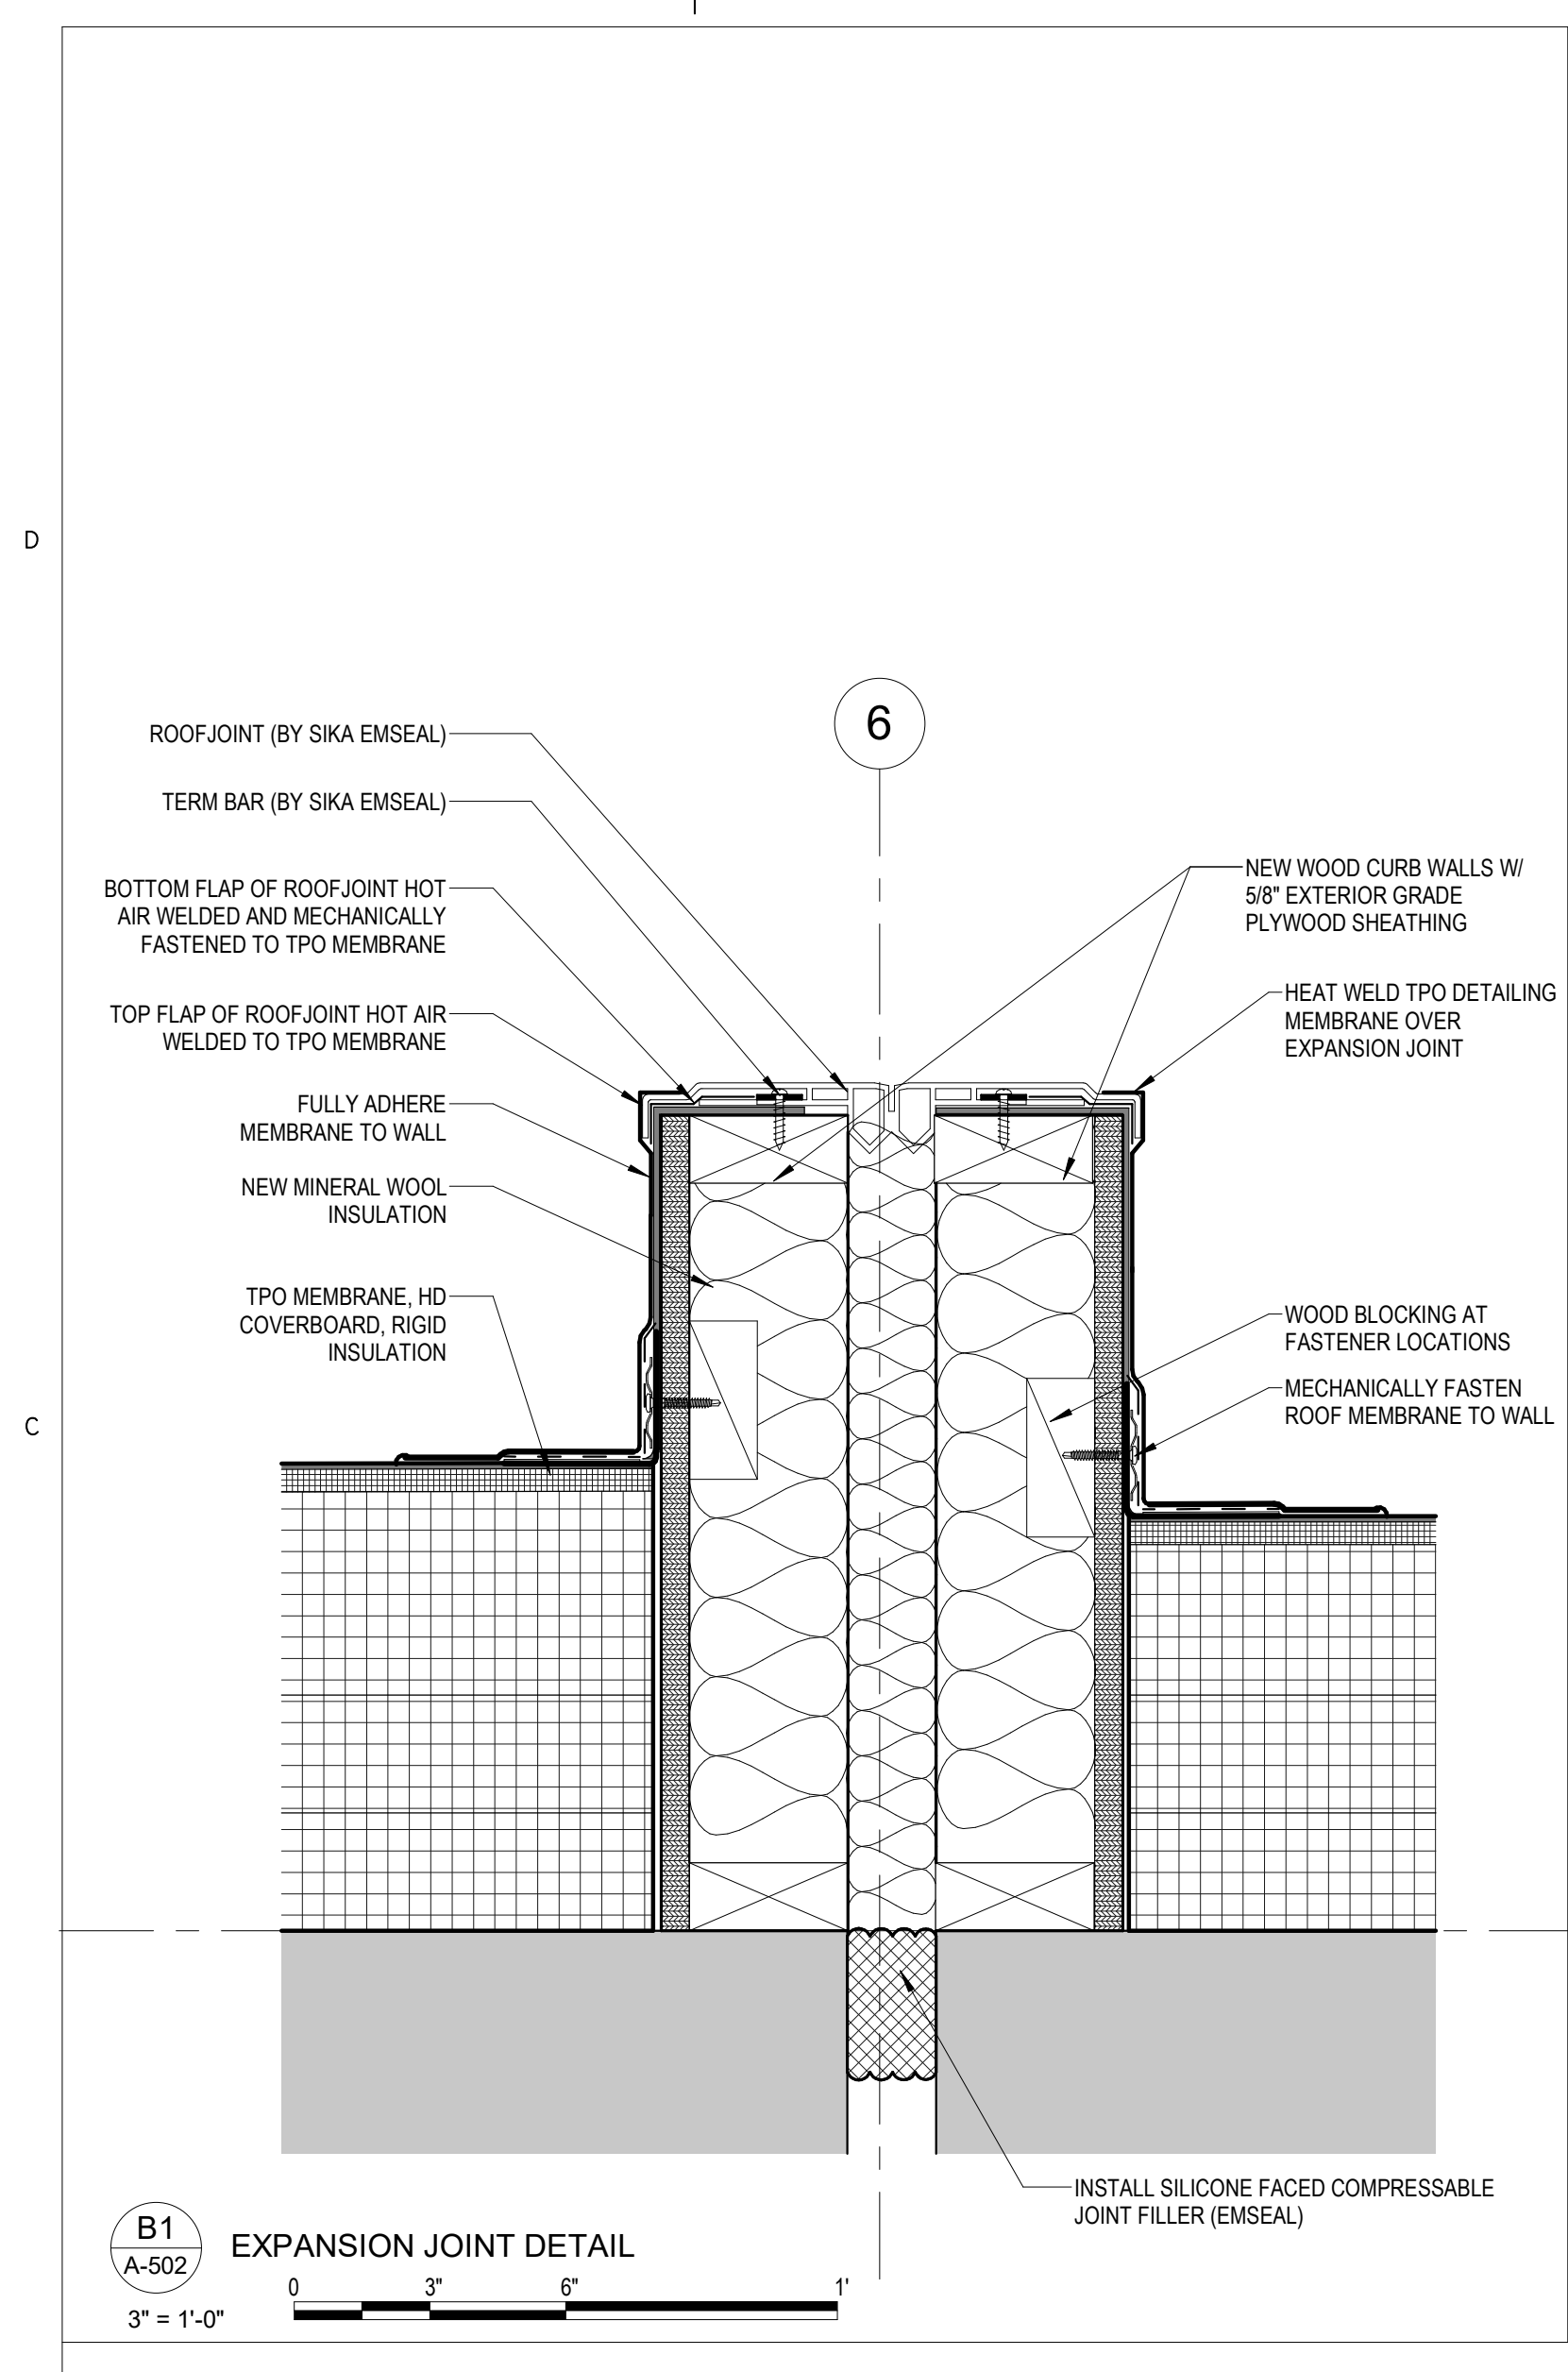 6
ROOFJOINT (BY SIKA EMSEAL)
TERM BAR (BY SIKA EMSEAL)
BOTTOM FLAP OF ROOFJOINT HOT
AIR WELDED AND MECHANICALLY
FASTENED TO TPO MEMBRANE
TOP FLAP OF ROOFJOINT HOT AIR
WELDED TO TPO MEMBRANE
FULLY ADHERE
MEMBRANE TO WALL
NEW MINERAL WOOL
INSULATION
TPO MEMBRANE, HD
COVERBOARD, RIGID
INSULATION
D
C
NEW WOOD CURB WALLS W/
5/8" EXTERIOR GRADE
PLYWOOD SHEATHING
HEAT WELD TPO DETAILING
MEMBRANE OVER
EXPANSION JOINT
WOOD BLOCKING AT
FASTENER LOCATIONS
MECHANICALLY FASTEN
ROOF MEMBRANE TO WALL
INSTALL SILICONE FACED COMPRESSABLE
JOINT FILLER (EMSEAL)
B1
A-502
EXPANSION JOINT DETAIL
0 3" 6" 1'
3" = 1'-0"